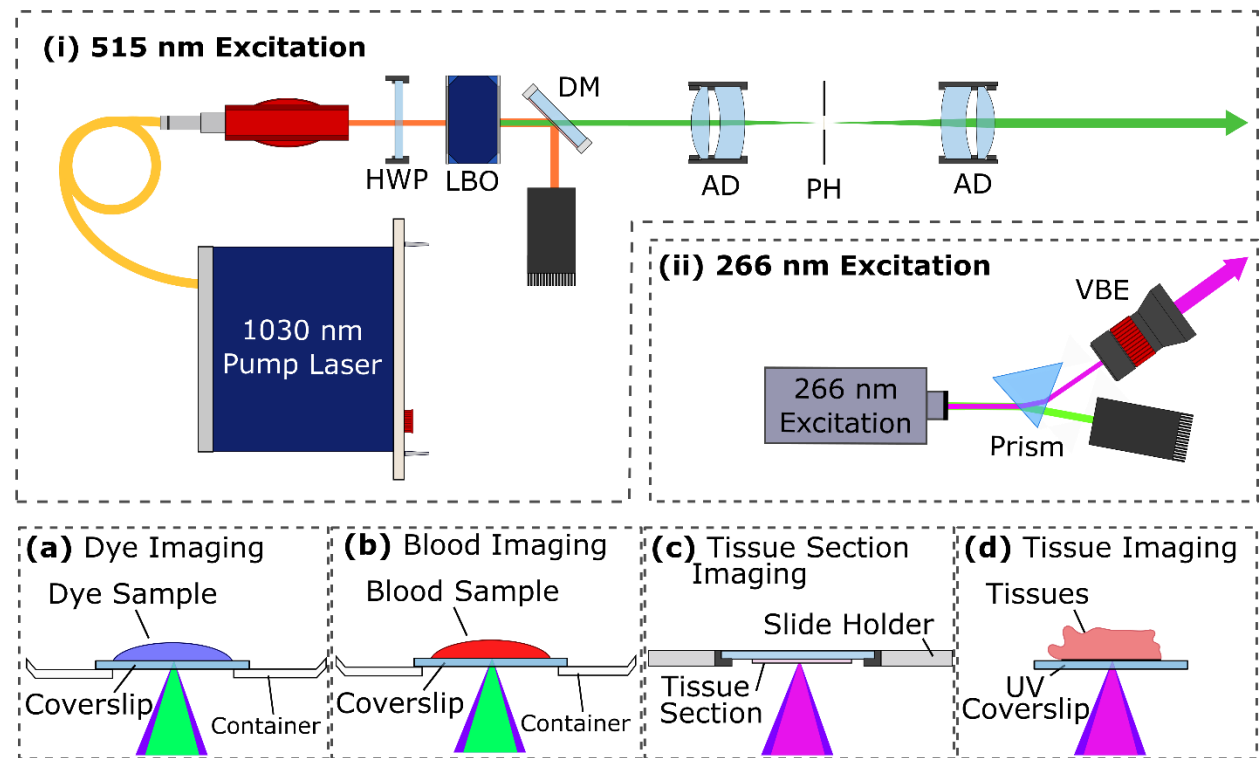 (i) 515 nm Excitation
DM
HWP
LBO
AD
PH
AD
1030 nm
Pump Laser
(ii) 266 nm Excitation
VBE
266 nm
Excitation
Prism
(a) Dye Imaging
Dye Sample
Coverslip
Container
(b) Blood Imaging
Blood Sample
Coverslip
Container
(c) Tissue Section
Imaging
Slide Holder
Tissue
Section
(d) Tissue Imaging
Tissues
UV
Coverslip